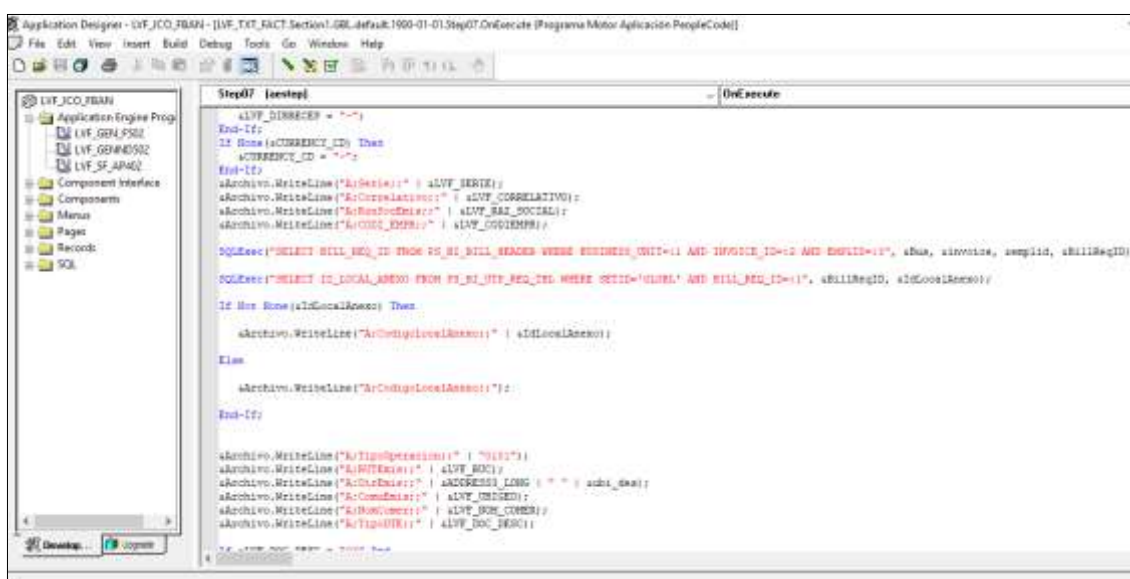 Application Designer - LVF_JCO_FBAN - [LVF_TXT_FACT.Section1.GBL.default.1900-01-01.Step07.OnExecute (Programa Motor Aplicación PeopleCode)]
File Edit View Insert Build Debug Tools Go Window Help
LVF_JCO_FBAN
Application Engine Prog
LVF_GEN_FS02
LVF_GENNDS02
LVF_SF_AP402
Component Interface
Components
Menus
Pages
Records
SQL
Develop... Upgrade
Step07 (aestep) OnExecute
&LVF_DIRRECEP = "-";
End-If;
If None(&CURRENCY_CD) Then
&CURRENCY_CD = "-";
End-If;
&Archivo.WriteLine("A;Serie;;" | &LVF_SERIE);
&Archivo.WriteLine("A;Correlativo;;" | &LVF_CORRELATIVO);
&Archivo.WriteLine("A;RznSocEmis;;" | &LVF_RAZ_SOCIAL);
&Archivo.WriteLine("A;CODI_EMPR;;" | &LVF_CODIEMPR);
SQLExec("SELECT BILL_REQ_ID FROM PS_BI_BILL_HEADER WHERE BUSINESS_UNIT=:1 AND INVOICE_ID=:2 AND EMPLID=:3", &Bus, &invoice, &emplid, &BillReqID)
SQLExec("SELECT ID_LOCAL_ANEXO FROM PS_BI_UTP_REQ_TBL WHERE SETID='GLOBL' AND BILL_REQ_ID=:1", &BillReqID, &IdLocalAnexo);
If Not None(&IdLocalAnexo) Then
&Archivo.WriteLine("A;CodigoLocalAnexo;;" | &IdLocalAnexo);
Else
&Archivo.WriteLine("A;CodigoLocalAnexo;;");
End-If;
&Archivo.WriteLine("A;TipoOperacion;;" | "0101");
&Archivo.WriteLine("A;RUTEmis;;" | &LVF_RUC);
&Archivo.WriteLine("A;DirEmis;;" | &ADDRESS1_LONG | " " | &ubi_des);
&Archivo.WriteLine("A;ComuEmis;;" | &LVF_UBIGEO);
&Archivo.WriteLine("A;NomComer;;" | &LVF_NOM_COMER);
&Archivo.WriteLine("A;TipoDTE;;" | &LVF_DOC_DESC);